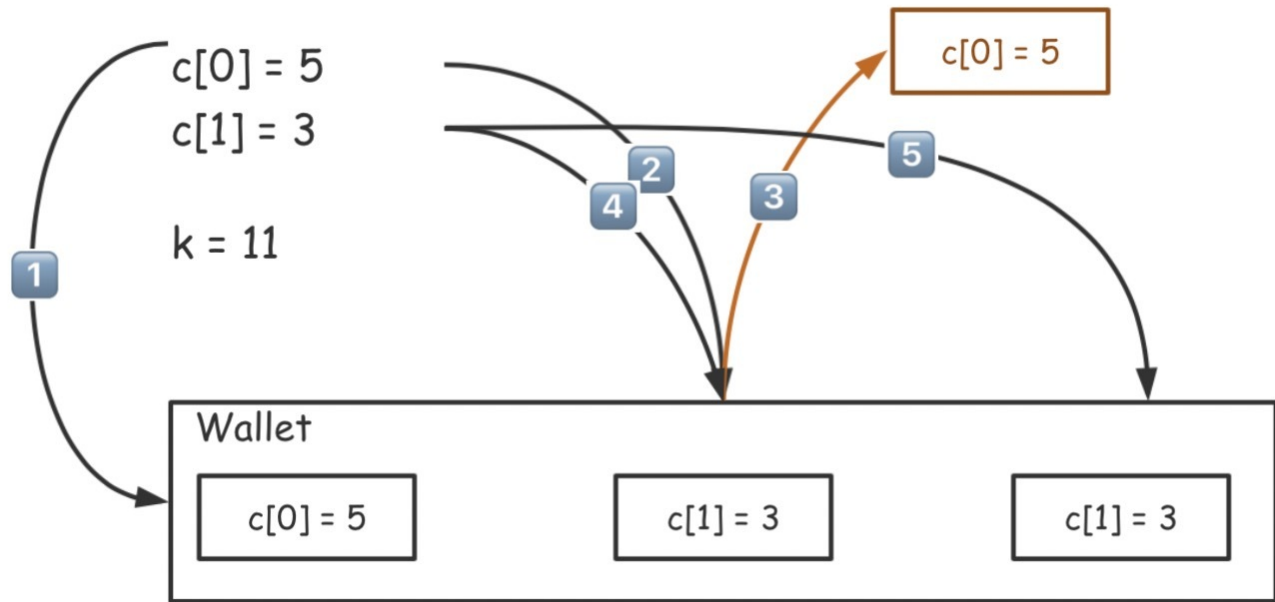 c[0] = 5
c[0] = 5
c[1] = 3
2
5
3
4
k = 11
1
Wallet
c[0] = 5
c[1] = 3
c[1] = 3